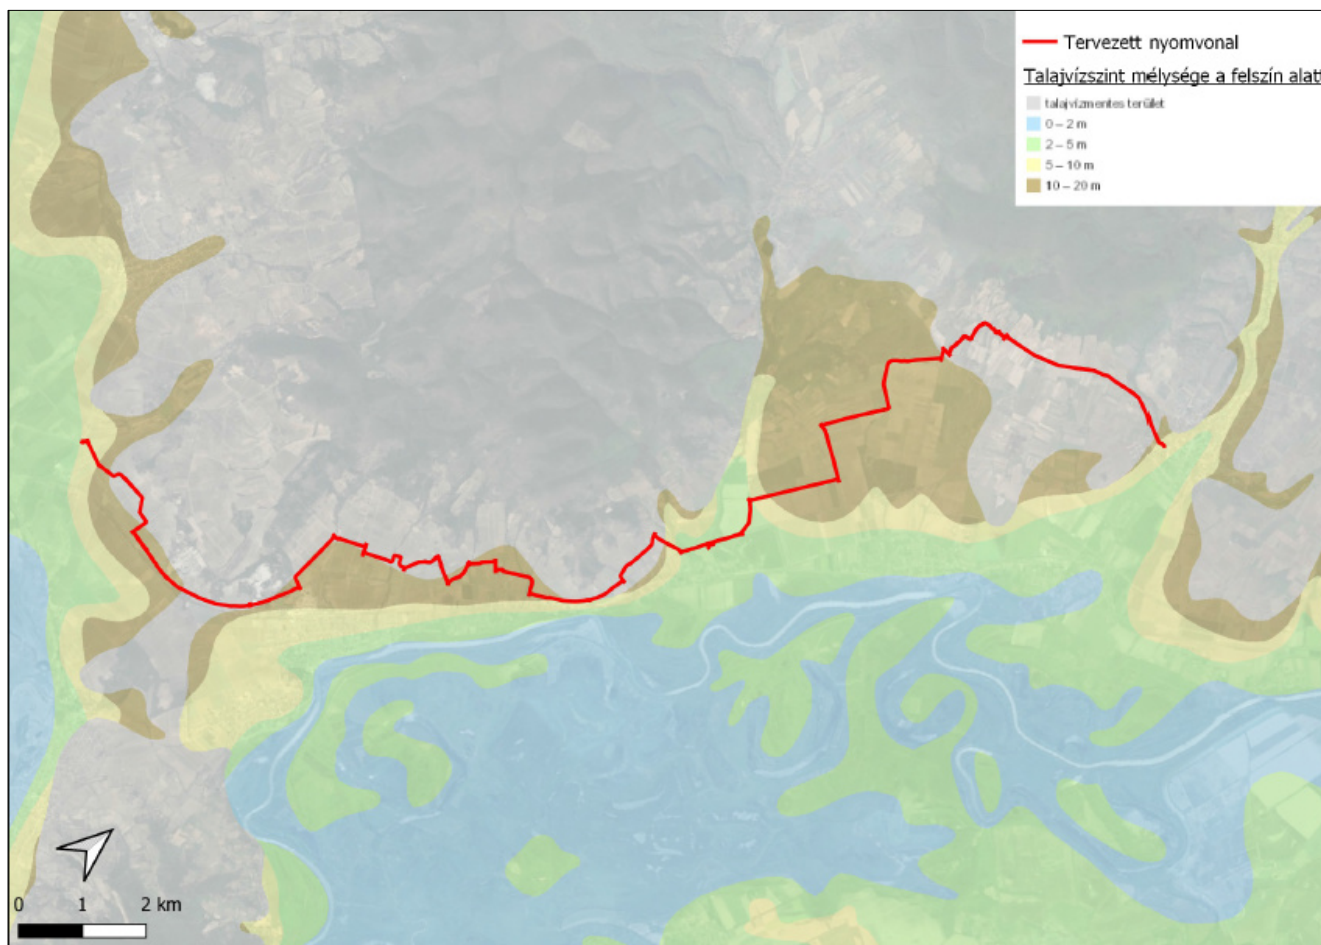 Tervezett nyomvonal
Talajvízszint mélysége a felszín alatt
talajvízmentes terület
0 – 2 m
2 – 5 m
5 – 10 m
10 – 20 m
0 1 2 km